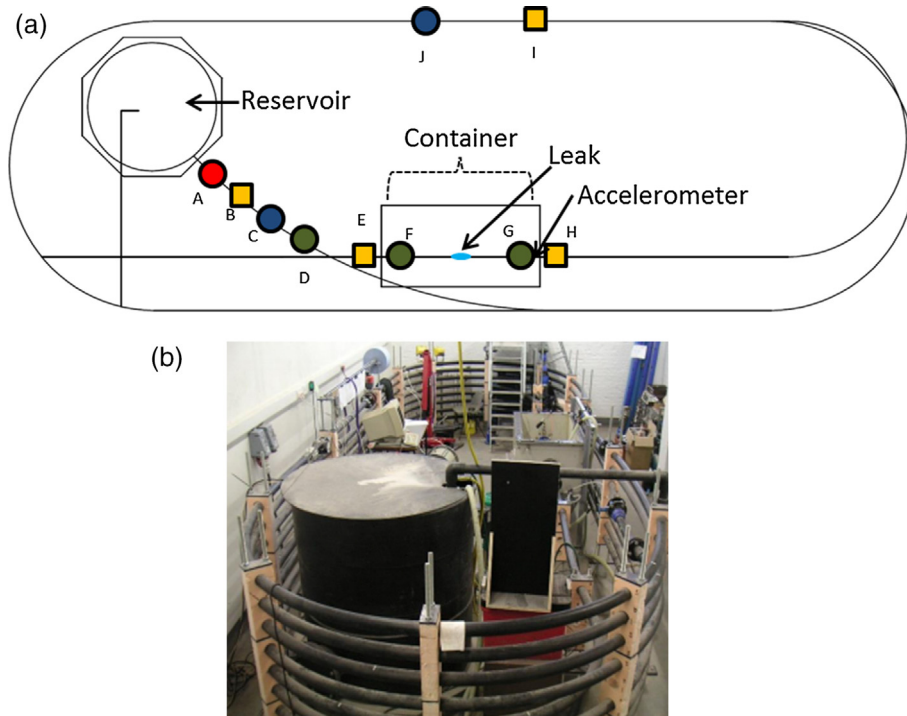 (a)
J
I
Reservoir
Container
Leak
A
Accelerometer
B
C
E
F
G
H
D
(b)